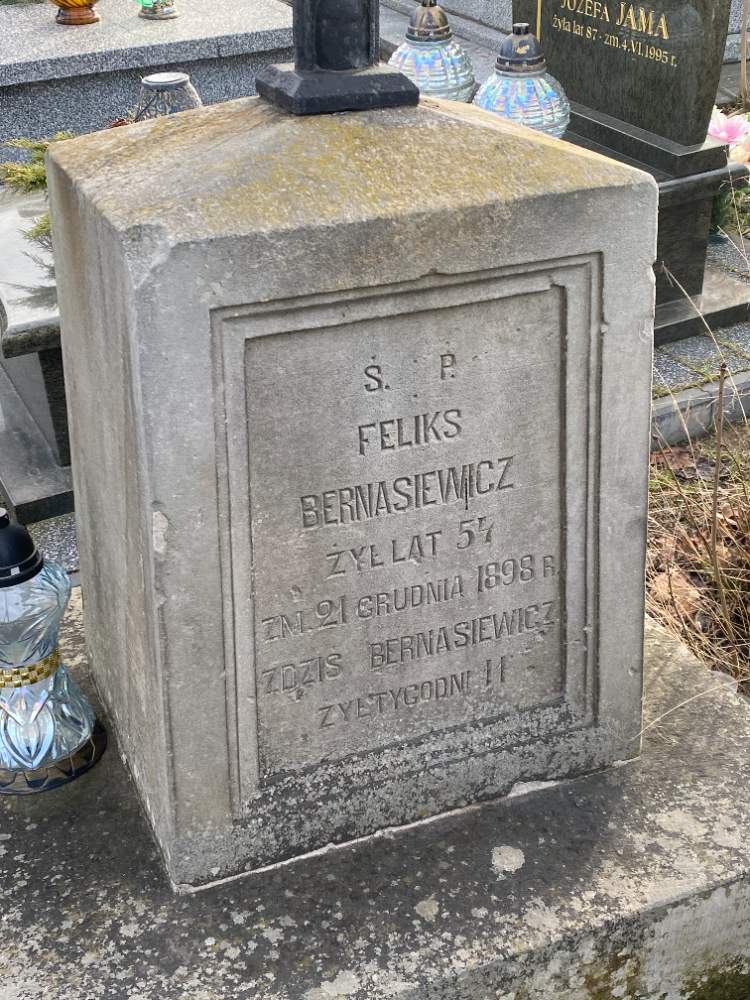 JÓZEFA JAMA
żyła lat 87 - zm. 4.VI.1995 r.
Ś. P.
FELIKS
BERNASIEWICZ
ŻYŁ LĄT 54
ZM. 21 GRUDNIA 1898 R.
ZDZIS BERNASIEWICZ
ŻYŁ TYGODNI 11